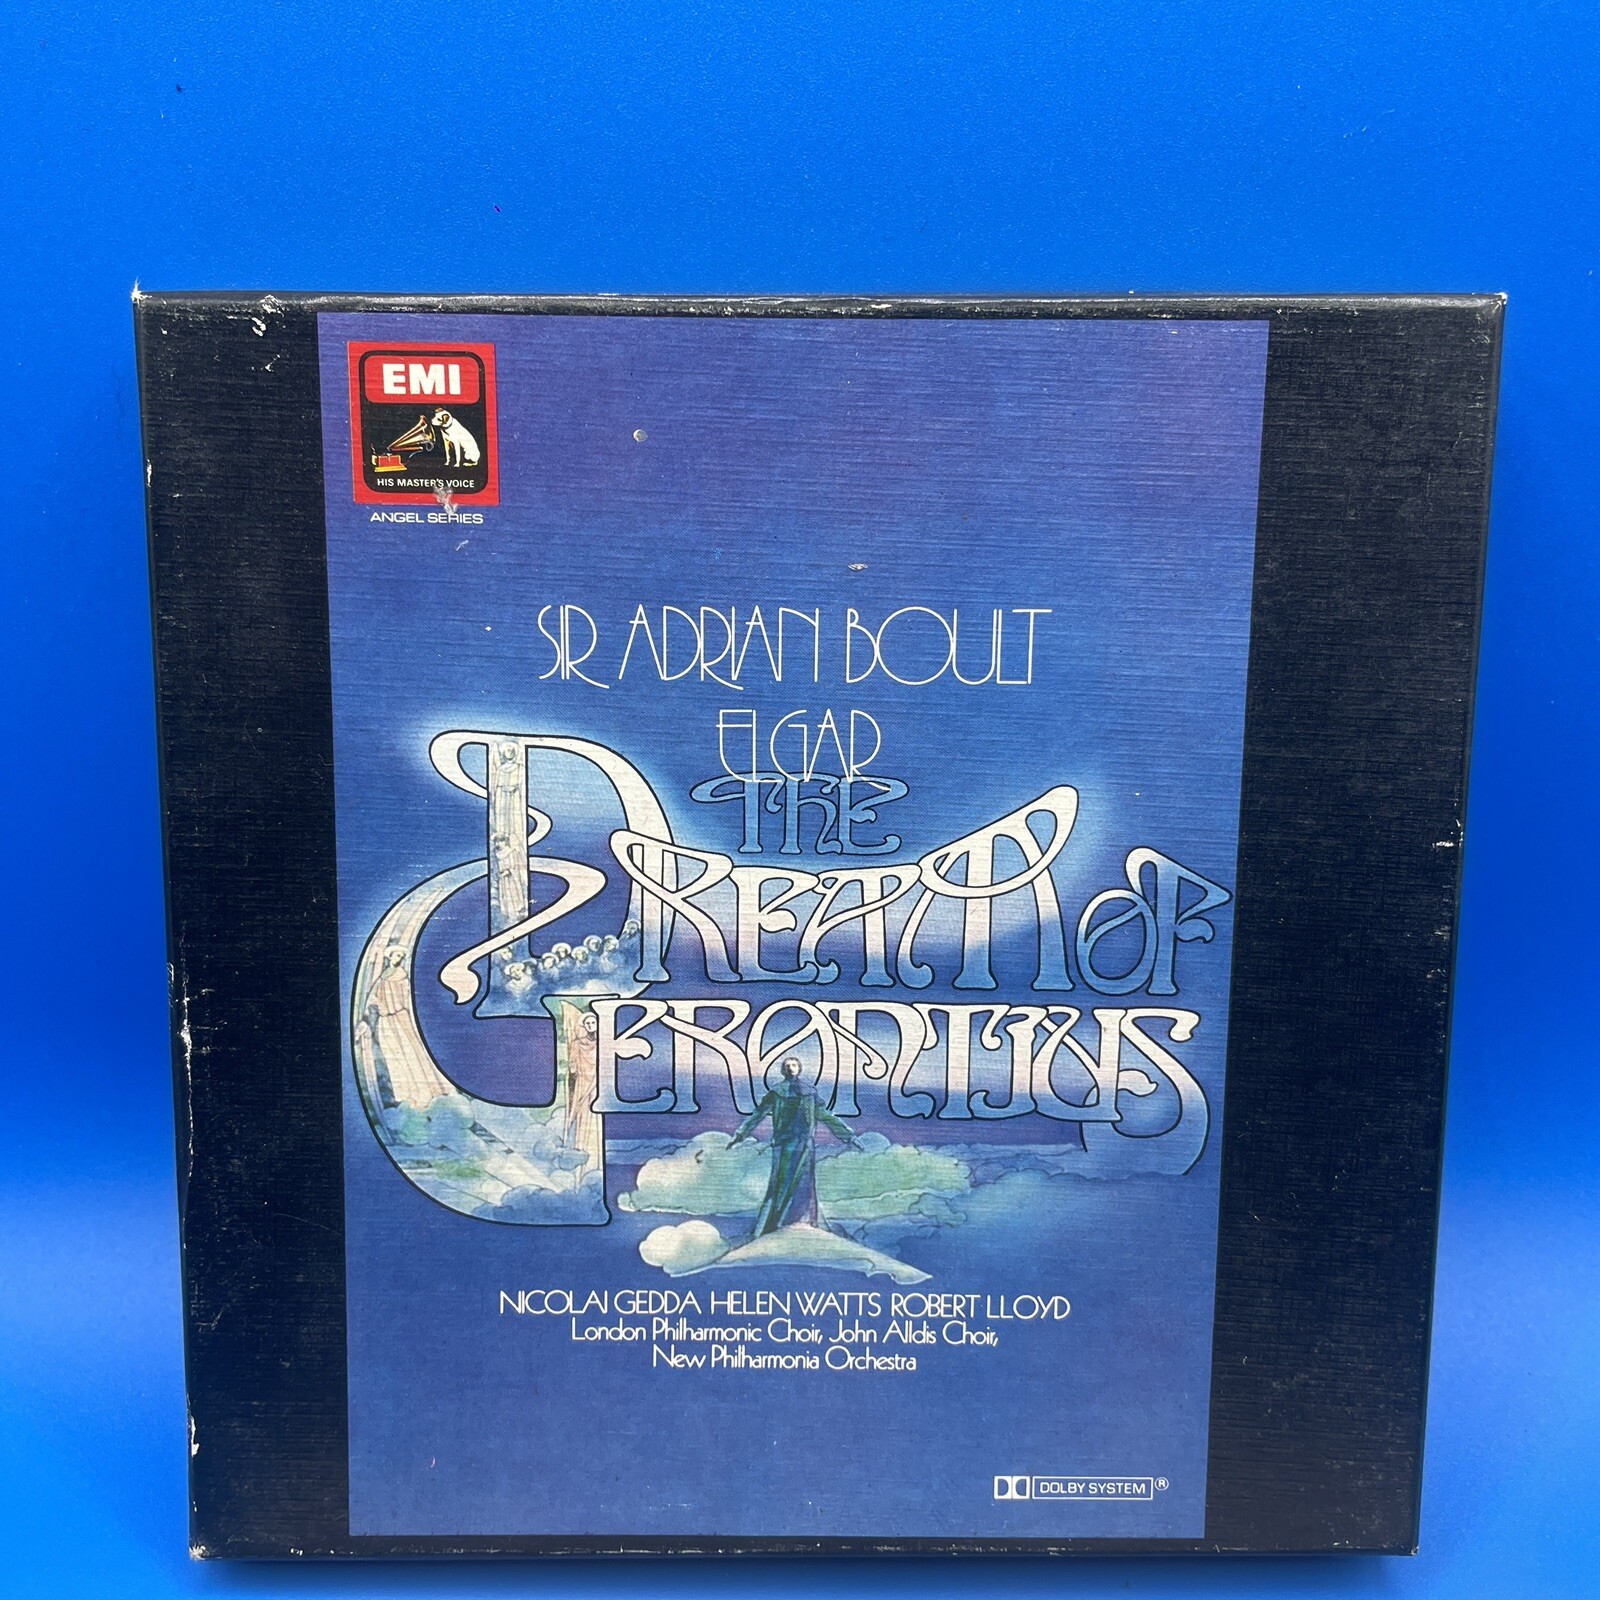 EMI
HIS MASTER'S VOICE
ANGEL SERIES
SIR ADRIAN BOULT
ELGAR
THE
DREAM OF
GERONTIUS
NICOLAI GEDDA HELEN WATTS ROBERT LLOYD
London Philharmonic Choir, John Alldis Choir,
New Philharmonia Orchestra
DOLBY SYSTEM ®